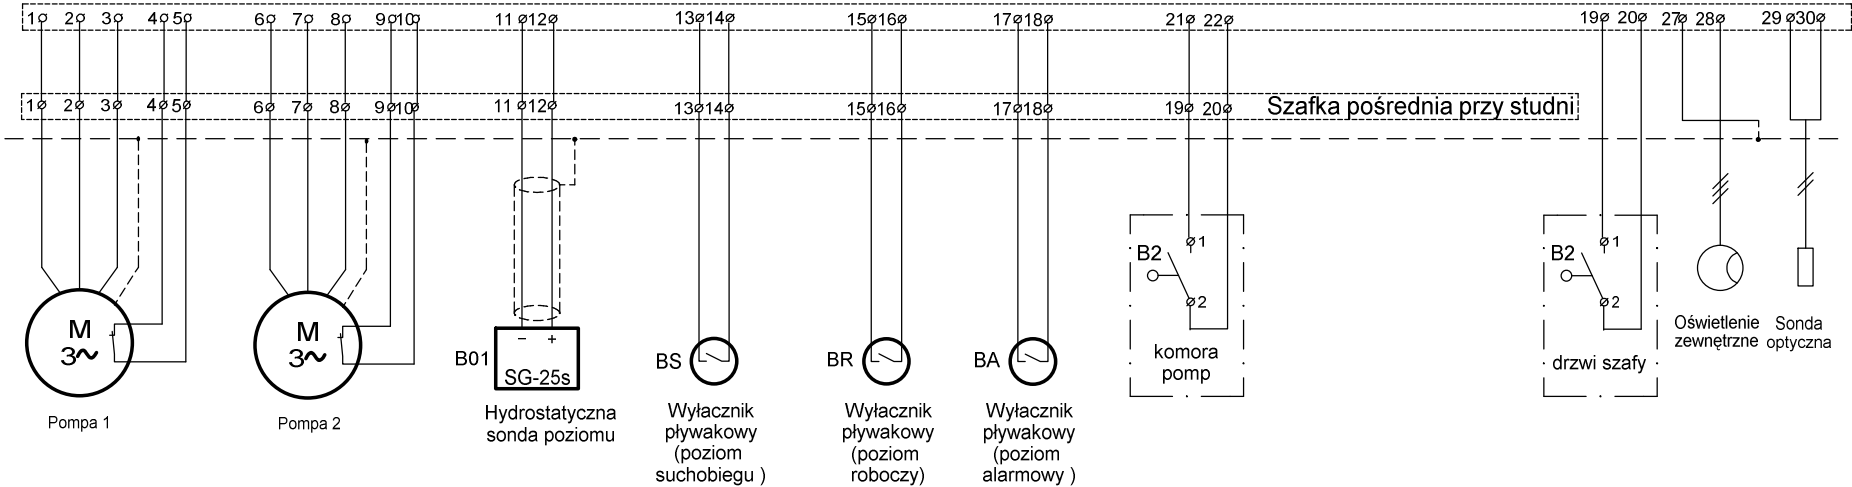 1 2 3 4 5 6 7 8 9 10 11 12 13 14 15 16 17 18 21 22 19 20 27 28 29 30
1 2 3 4 5 6 7 8 9 10 11 12 13 14 15 16 17 18 19 20 Szafka pośrednia przy studni
M
3~
Pompa 1
M
3~
Pompa 2
B01
- +
SG-25s
Hydrostatyczna
sonda poziomu
BS
Wyłacznik
pływakowy
(poziom
suchobiegu )
BR
Wyłacznik
pływakowy
(poziom
roboczy)
BA
Wyłacznik
pływakowy
(poziom
alarmowy )
1
B2
2
komora
pomp
1
B2
2
drzwi szafy
Oświetlenie
zewnętrzne
Sonda
optyczna